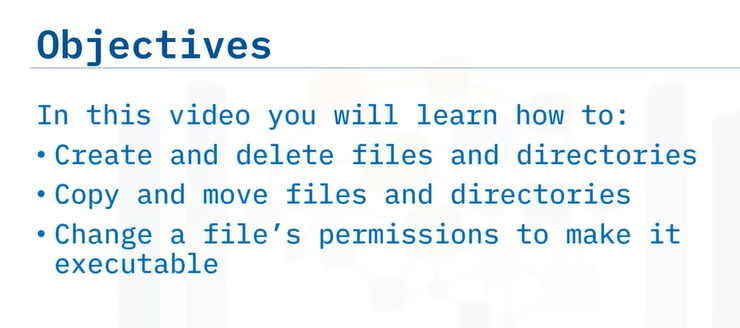 Objectives
In this video you will learn how to:
• Create and delete files and directories
• Copy and move files and directories
• Change a file’s permissions to make it
executable